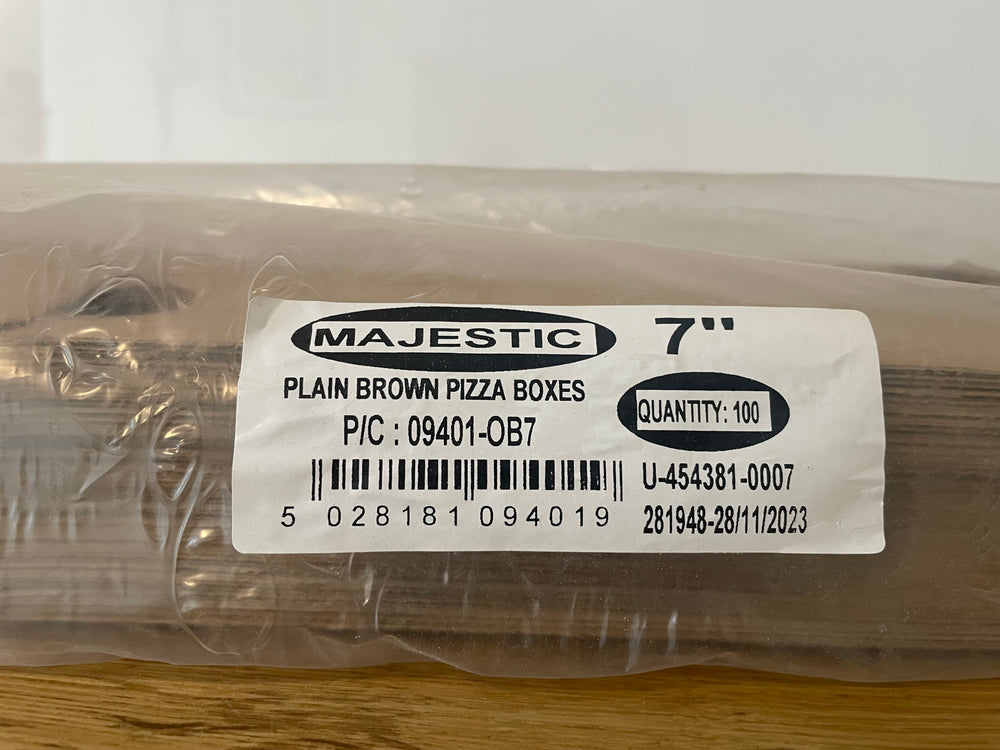 MAJESTIC
7"
PLAIN BROWN PIZZA BOXES
QUANTITY: 100
P/C : 09401-OB7
U-454381-0007
5 028181 094019
281948-28/11/2023